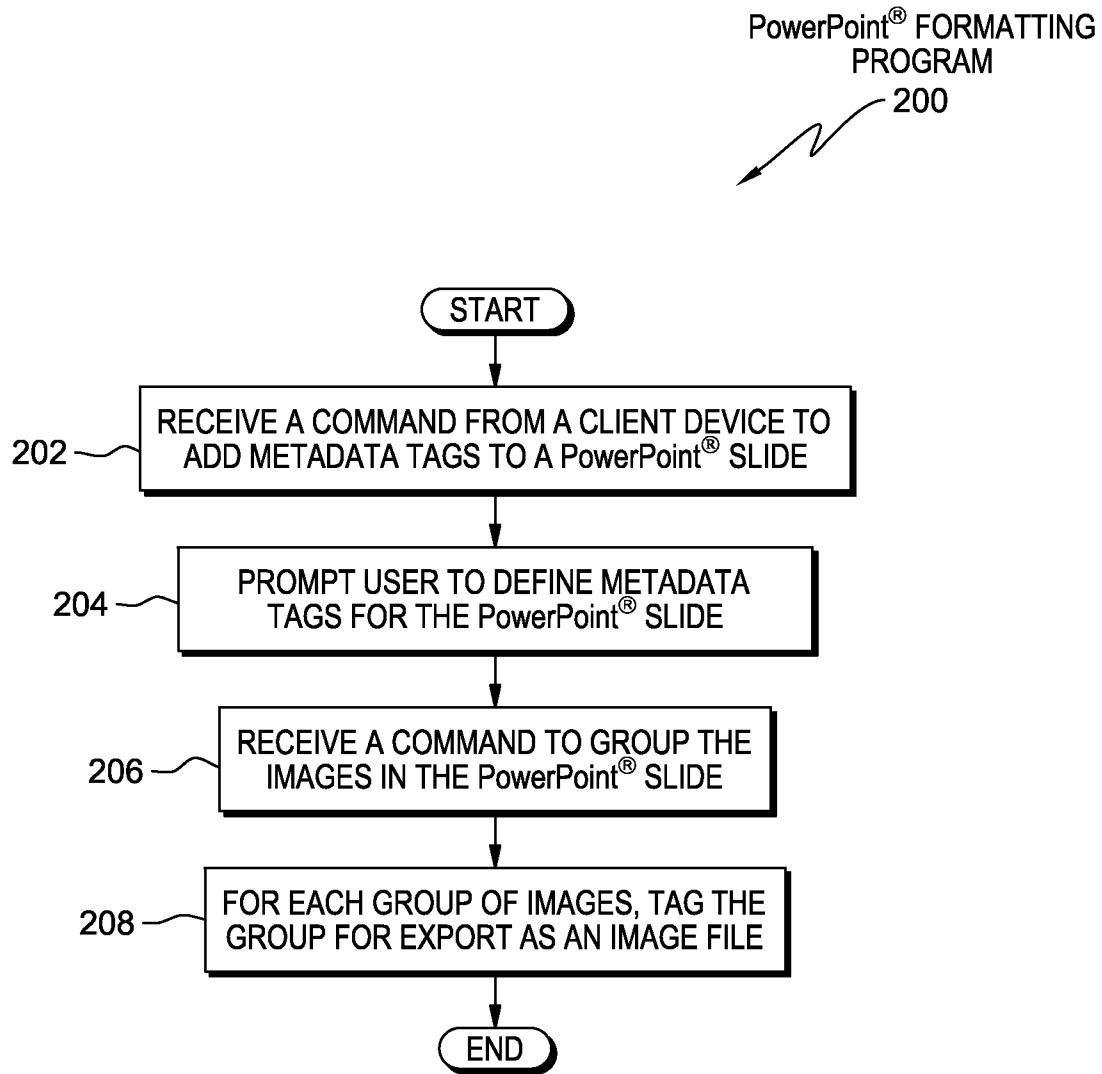 PowerPoint® FORMATTING
PROGRAM
200
START
202
RECEIVE A COMMAND FROM A CLIENT DEVICE TO
ADD METADATA TAGS TO A PowerPoint® SLIDE
204
PROMPT USER TO DEFINE METADATA
TAGS FOR THE PowerPoint® SLIDE
206
RECEIVE A COMMAND TO GROUP THE
IMAGES IN THE PowerPoint® SLIDE
208
FOR EACH GROUP OF IMAGES, TAG THE
GROUP FOR EXPORT AS AN IMAGE FILE
END